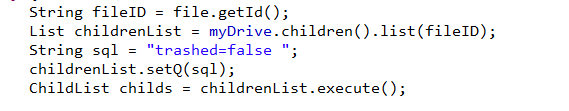 String fileID = file.getId();
List childrenList = myDrive.children().list(fileID);
String sql = "trashed=false ";
childrenList.setQ(sql);
ChildList childs = childrenList.execute();